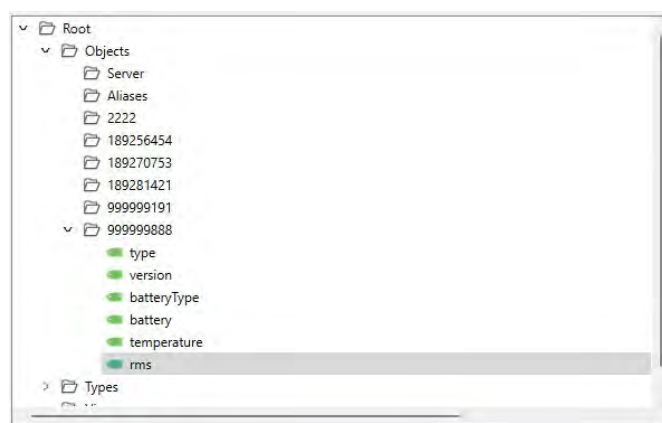 Root
Objects
Server
Aliases
2222
189256454
189270753
189281421
999999191
999999888
type
version
batteryType
battery
temperature
rms
Types